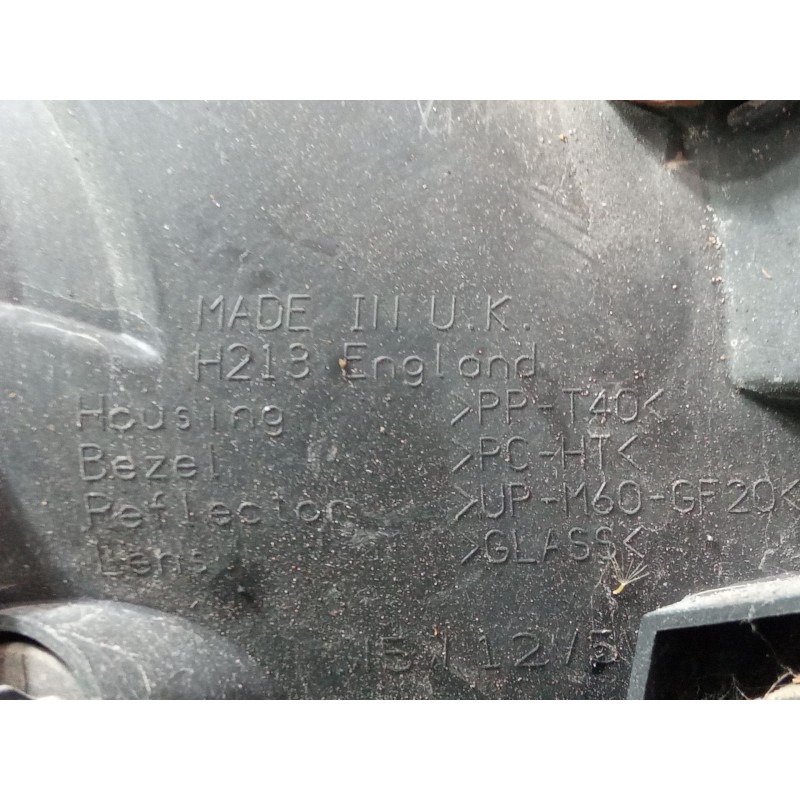 MADE IN U.K.
H213 England
Housing >PP-T40<
Bezel >PC-HT<
Reflector >UP-M60-GF20<
Lens >GLASS<